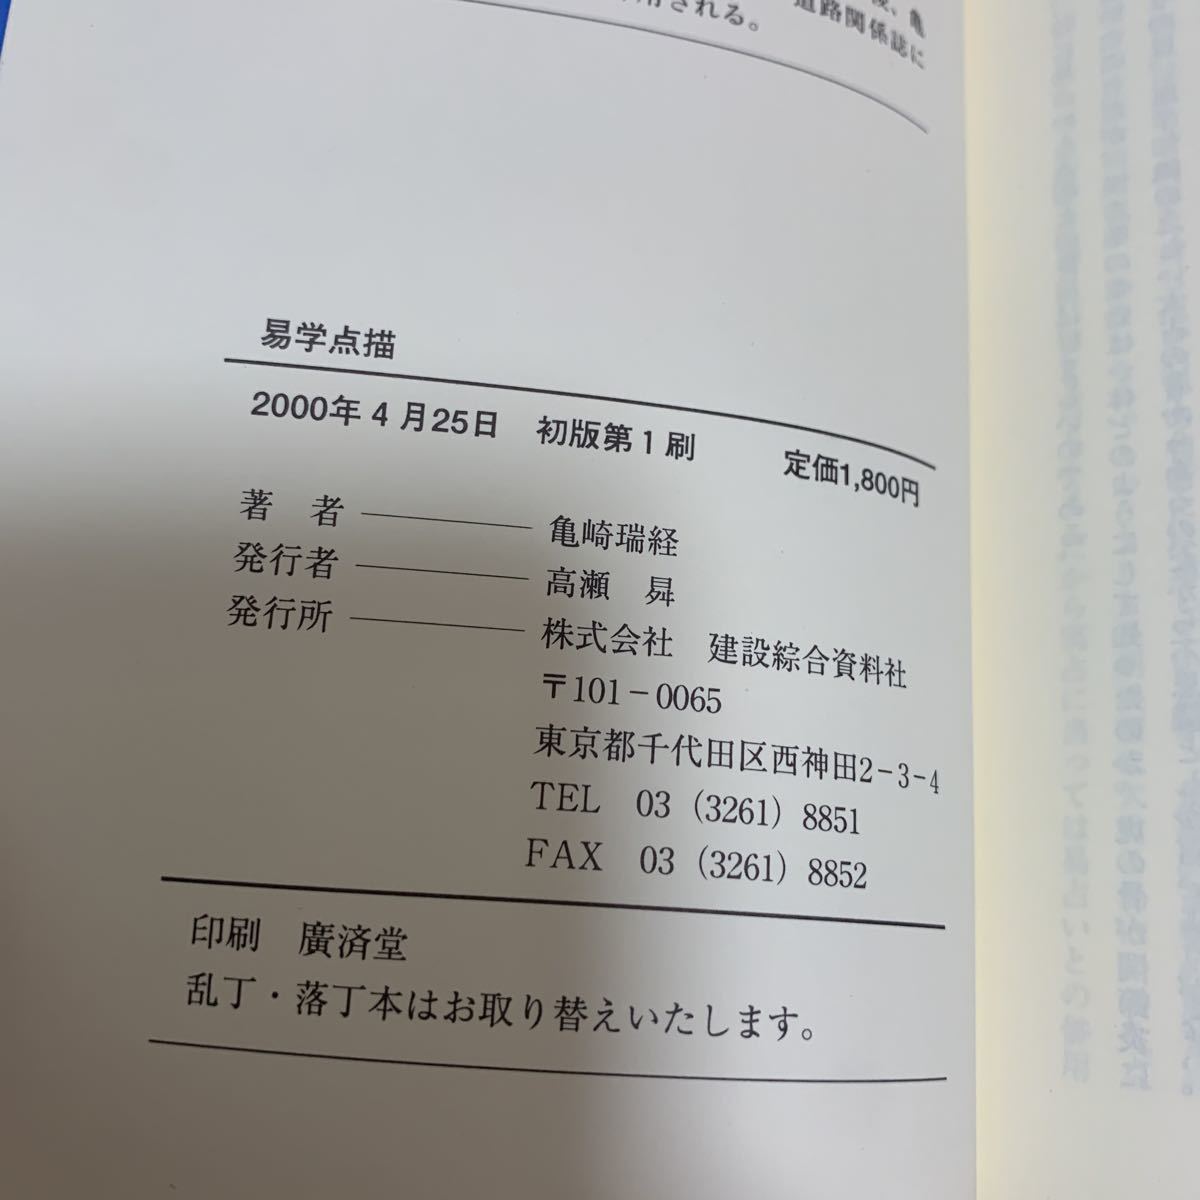 、亀
道路関係誌に
される。
易学点描
2000年4月25日 初版第1刷 定価1,800円
著 者 ―― 亀崎瑞経
発行者 ―― 高瀬 曻
発行所 ―― 株式会社 建設綜合資料社
〒101-0065
東京都千代田区西神田2-3-4
TEL 03(3261)8851
FAX 03(3261)8852
印刷 廣済堂
乱丁・落丁本はお取り替えいたします。